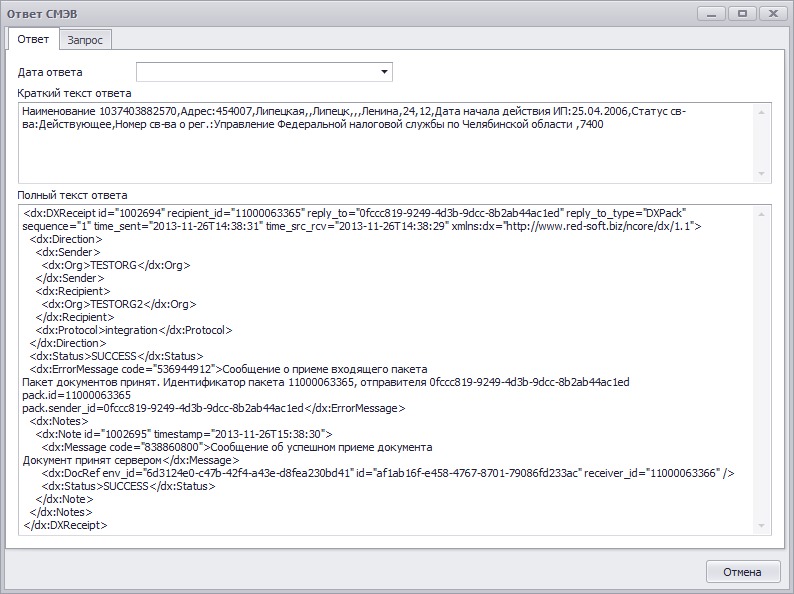 Ответ СМЭВ
Ответ Запрос
Дата ответа
Краткий текст ответа
Наименование 1037403882570,Адрес:454007,Липецкая,,Липецк,,,Ленина,24,12,Дата начала действия ИП:25.04.2006,Статус св-
ва:Действующее,Номер св-ва о рег.:Управление Федеральной налоговой службы по Челябинской области ,7400
Полный текст ответа
<dx:DXReceipt id="1002694" recipient_id="11000063365" reply_to="0fccc819-9249-4d3b-9dcc-8b2ab44ac1ed" reply_to_type="DXPack"
sequence="1" time_sent="2013-11-26T14:38:31" time_src_rcv="2013-11-26T14:38:29" xmlns:dx="http://www.red-soft.biz/ncore/dx/1.1">
<dx:Direction>
<dx:Sender>
<dx:Org>TESTORG</dx:Org>
</dx:Sender>
<dx:Recipient>
<dx:Org>TESTORG2</dx:Org>
</dx:Recipient>
<dx:Protocol>integration</dx:Protocol>
</dx:Direction>
<dx:Status>SUCCESS</dx:Status>
<dx:ErrorMessage code="536944912">Сообщение о приеме входящего пакета
Пакет документов принят. Идентификатор пакета 11000063365, отправителя 0fccc819-9249-4d3b-9dcc-8b2ab44ac1ed
pack.id=11000063365
pack.sender_id=0fccc819-9249-4d3b-9dcc-8b2ab44ac1ed</dx:ErrorMessage>
<dx:Notes>
<dx:Note id="1002695" timestamp="2013-11-26T15:38:30">
<dx:Message code="838860800">Сообщение об успешном приеме документа
Документ принят сервером</dx:Message>
<dx:DocRef env_id="6d3124e0-c47b-42f4-a43e-d8fea230bd41" id="af1ab16f-e458-4767-8701-79086fd233ac" receiver_id="11000063366" />
<dx:Status>SUCCESS</dx:Status>
</dx:Note>
</dx:Notes>
</dx:DXReceipt>
Отмена